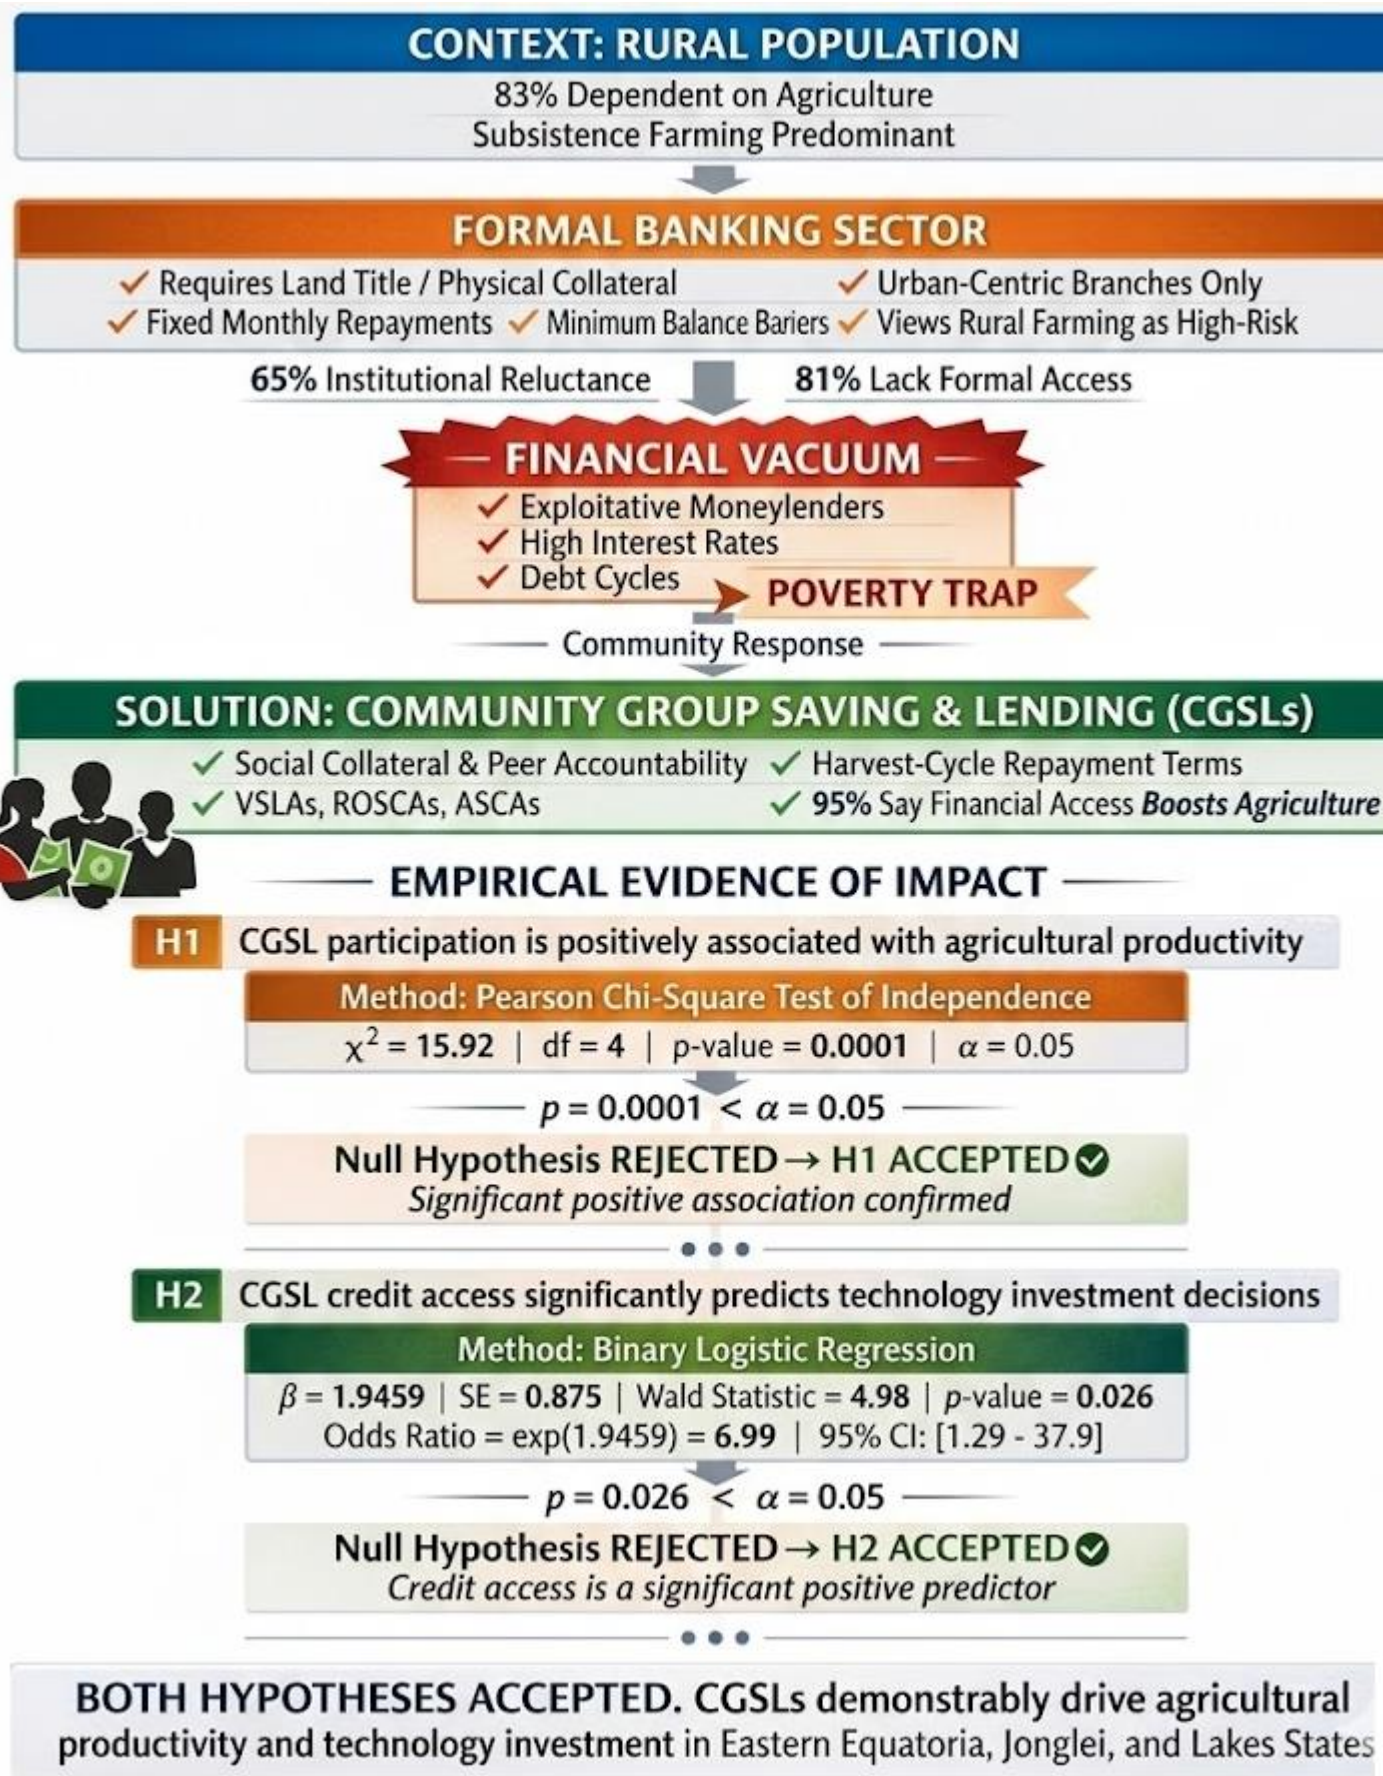 CONTEXT: RURAL POPULATION
83% Dependent on Agriculture
Subsistence Farming Predominant
FORMAL BANKING SECTOR
✓ Requires Land Title / Physical Collateral ✓ Urban-Centric Branches Only
✓ Fixed Monthly Repayments ✓ Minimum Balance Bariers ✓ Views Rural Farming as High-Risk
65% Institutional Reluctance 81% Lack Formal Access
FINANCIAL VACUUM
✓ Exploitative Moneylenders
✓ High Interest Rates
✓ Debt Cycles
POVERTY TRAP
Community Response
SOLUTION: COMMUNITY GROUP SAVING & LENDING (CGSLs)
✓ Social Collateral & Peer Accountability ✓ Harvest-Cycle Repayment Terms
✓ VSLAs, ROSCAs, ASCAs ✓ 95% Say Financial Access Boosts Agriculture
EMPIRICAL EVIDENCE OF IMPACT
H1 CGSL participation is positively associated with agricultural productivity
Method: Pearson Chi-Square Test of Independence
χ² = 15.92 | df = 4 | p-value = 0.0001 | α = 0.05
p = 0.0001 < α = 0.05
Null Hypothesis REJECTED → H1 ACCEPTED
Significant positive association confirmed
H2 CGSL credit access significantly predicts technology investment decisions
Method: Binary Logistic Regression
β = 1.9459 | SE = 0.875 | Wald Statistic = 4.98 | p-value = 0.026
Odds Ratio = exp(1.9459) = 6.99 | 95% CI: [1.29 - 37.9]
p = 0.026 < α = 0.05
Null Hypothesis REJECTED → H2 ACCEPTED
Credit access is a significant positive predictor
BOTH HYPOTHESES ACCEPTED. CGSLs demonstrably drive agricultural
productivity and technology investment in Eastern Equatoria, Jonglei, and Lakes States